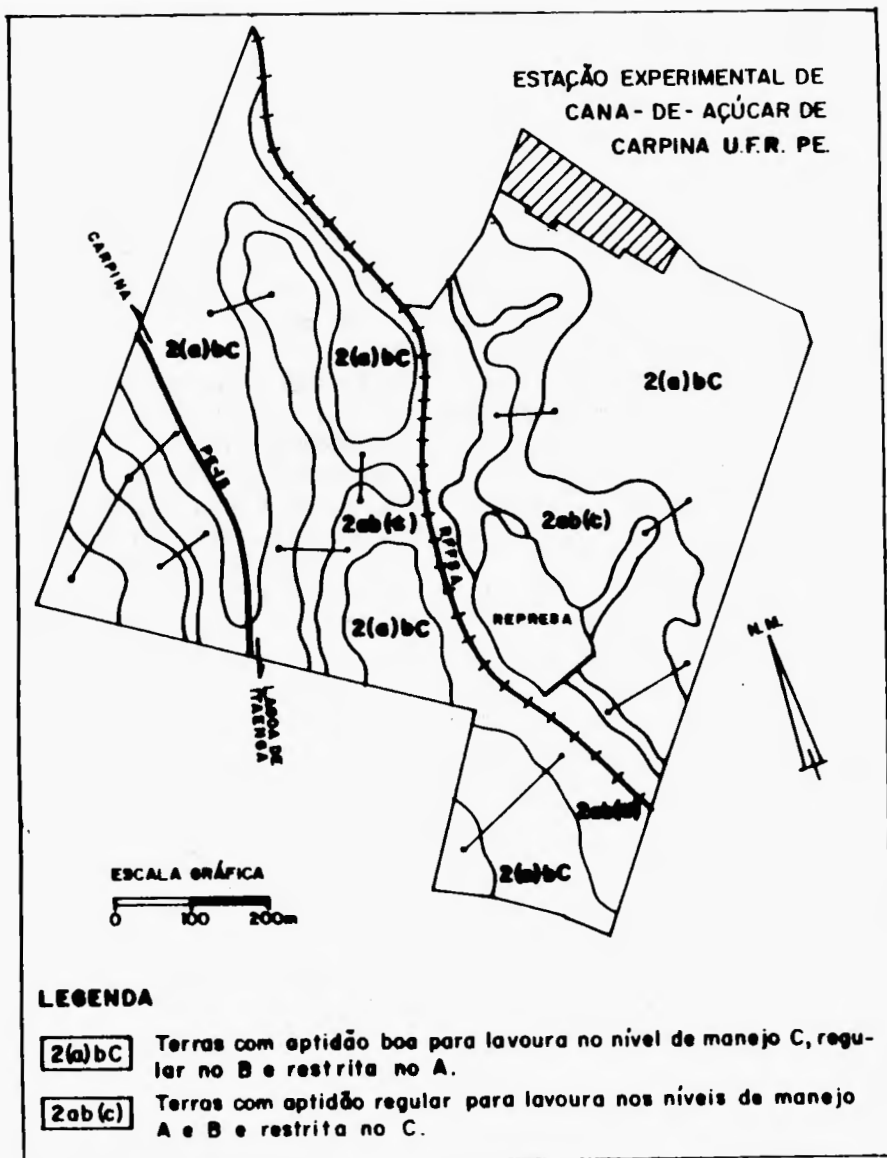 ESTAÇÃO EXPERIMENTAL DE
CANA-DE-AÇÚCAR DE
CARPINA U.F.R. PE.
CARPINA
2(a)bC
2(a)bC
2(a)bC
2ab(c)
2ab(c)
R.F.F.S.A.
2(a)bC
REPRESA
N.M.
LAGOA DE
ITAENGA
2(a)bC
ESCALA GRÁFICA
0 100 200m
LEGENDA
2(a)bC Terras com aptidão boa para lavoura no nível de manejo C, regu-
lar no B e restrita no A.
2ab(c) Terras com aptidão regular para lavoura nos níveis de manejo
A e B e restrita no C.